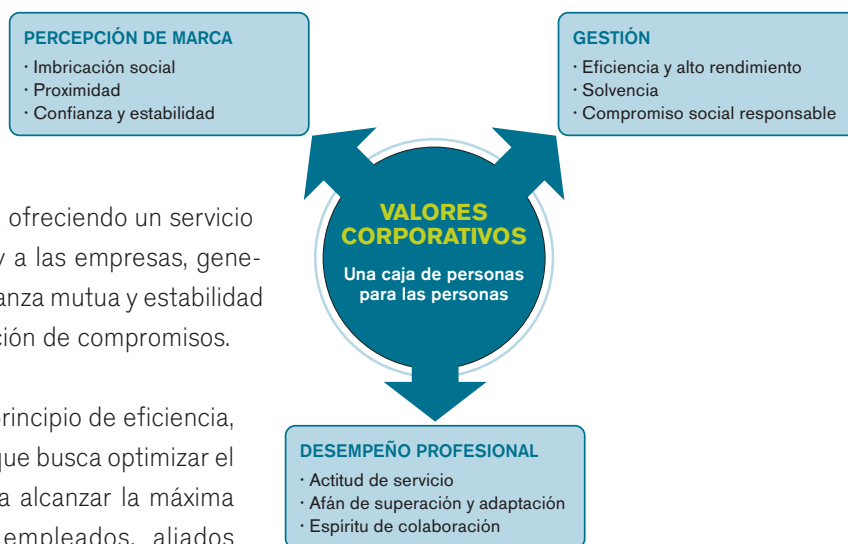 PERCEPCIÓN DE MARCA
· Imbricación social
· Proximidad
· Confianza y estabilidad
GESTIÓN
· Eficiencia y alto rendimiento
· Solvencia
· Compromiso social responsable
VALORES
CORPORATIVOS
Una caja de personas
para las personas
ofreciendo un servicio
y a las empresas, gene-
anza mutua y estabilidad
ción de compromisos.
rincipio de eficiencia,
que busca optimizar el
a alcanzar la máxima
empleados, aliados
DESEMPEÑO PROFESIONAL
· Actitud de servicio
· Afán de superación y adaptación
· Espíritu de colaboración